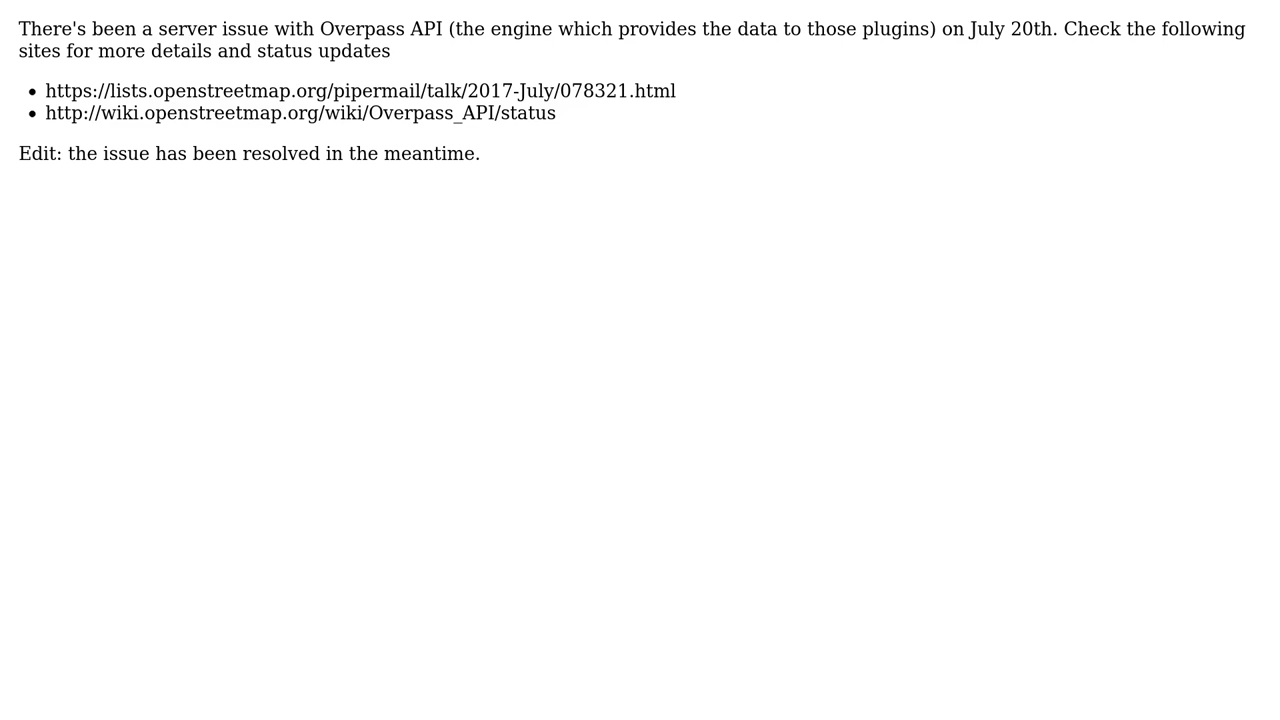 There's been a server issue with Overpass API (the engine which provides the data to those plugins) on July 20th. Check the following
sites for more details and status updates
• https://lists.openstreetmap.org/pipermail/talk/2017-July/078321.html
• http://wiki.openstreetmap.org/wiki/Overpass_API/status
Edit: the issue has been resolved in the meantime.